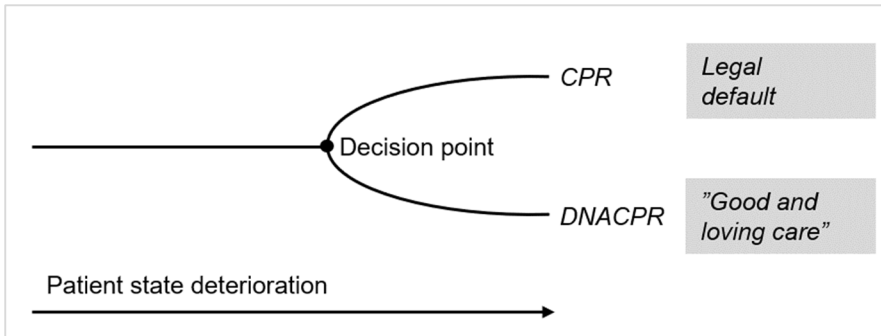 CPR
Legal
default
Decision point
DNACPR
”Good and
loving care”
Patient state deterioration